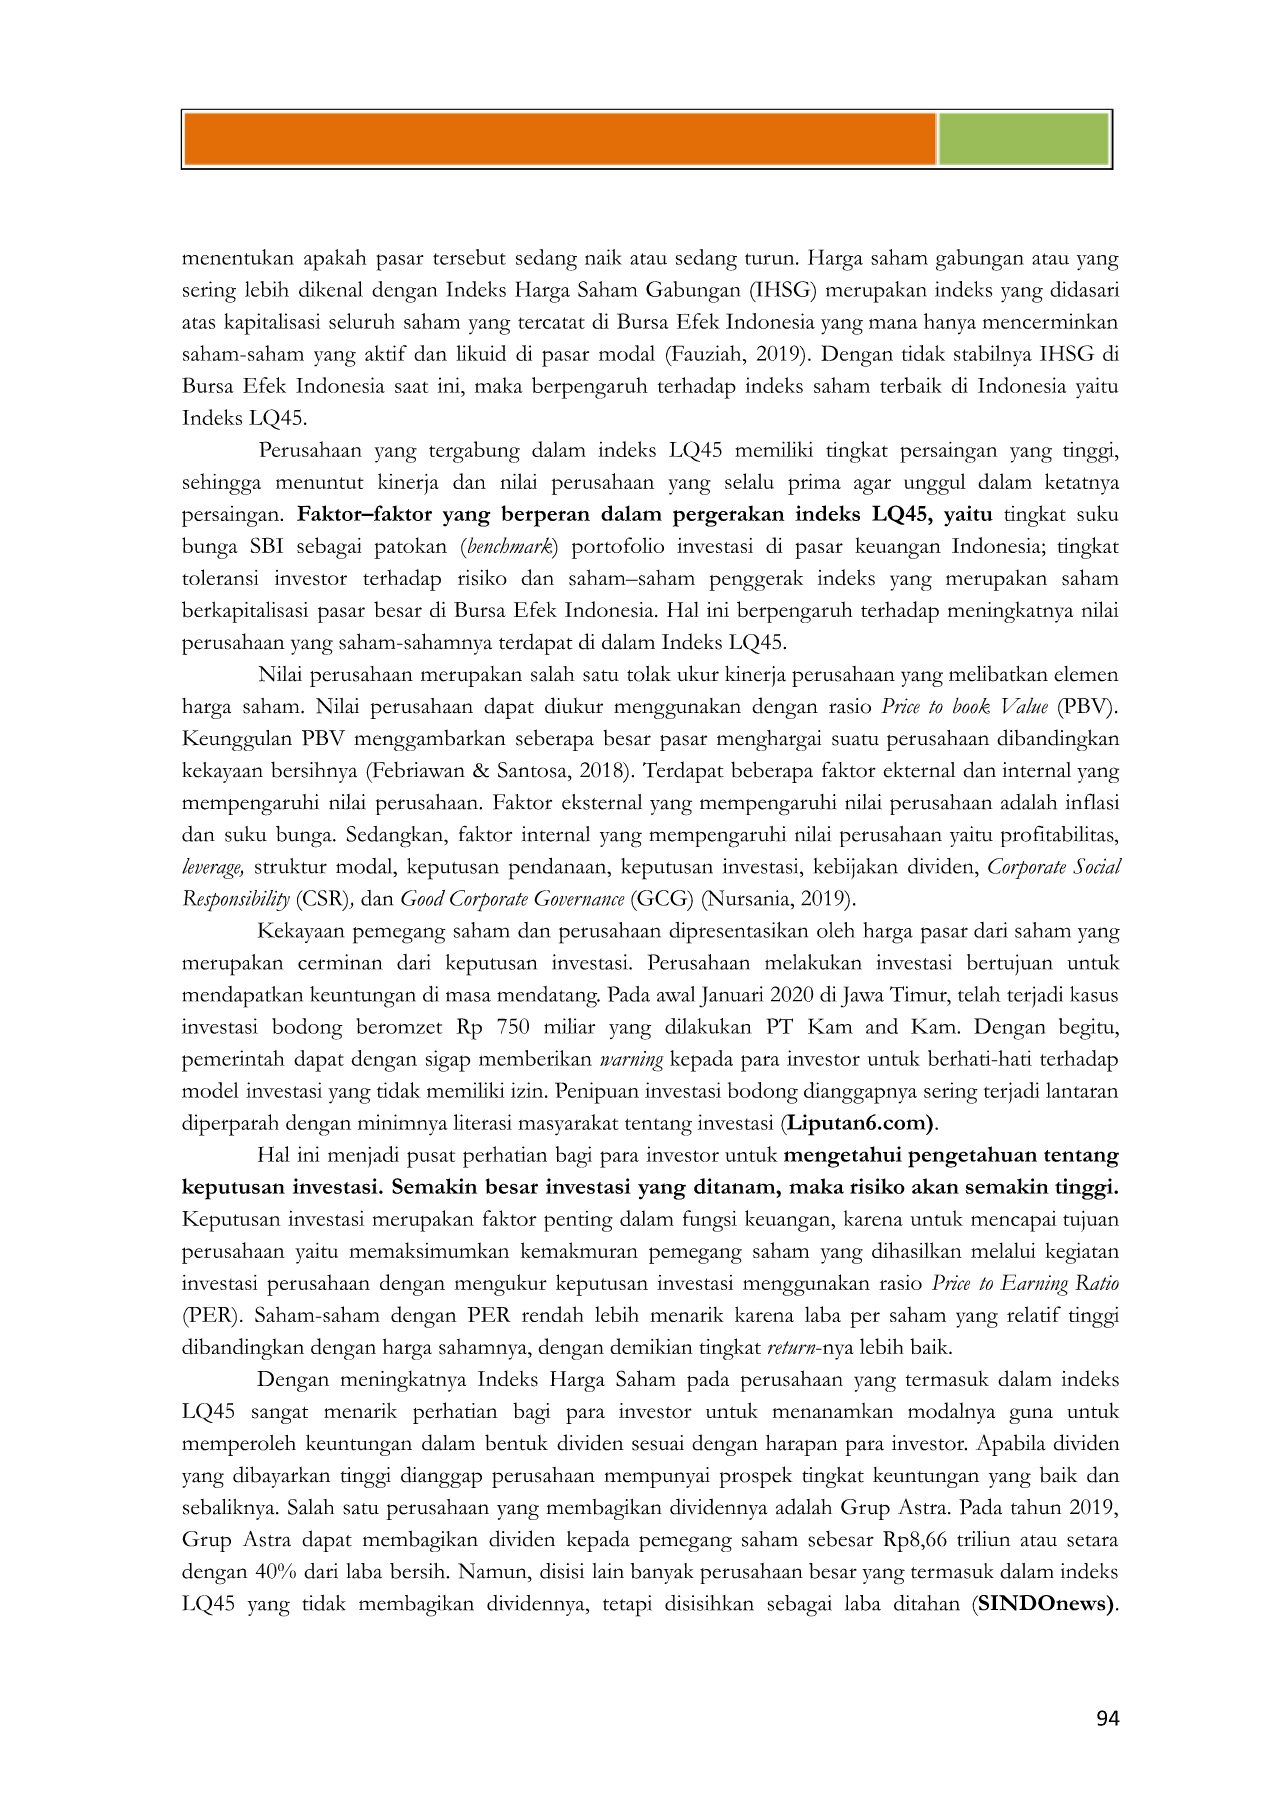 menentukan apakah pasar tersebut sedang naik atau sedang turun. Harga saham gabungan atau yang
sering lebih dikenal dengan Indeks Harga Saham Gabungan (IHSG) merupakan indeks yang didasari
atas kapitalisasi seluruh saham yang tercatat di Bursa Efek Indonesia yang mana hanya mencerminkan
saham-saham yang aktif dan likuid di pasar modal (Fauziah, 2019). Dengan tidak stabilnya IHSG di
Bursa Efek Indonesia saat ini, maka berpengaruh terhadap indeks saham terbaik di Indonesia yaitu
Indeks LQ45.
Perusahaan yang tergabung dalam indeks LQ45 memiliki tingkat persaingan yang tinggi,
sehingga menuntut kinerja dan nilai perusahaan yang selalu prima agar unggul dalam ketatnya
persaingan. Faktor–faktor yang berperan dalam pergerakan indeks LQ45, yaitu tingkat suku
bunga SBI sebagai patokan (benchmark) portofolio investasi di pasar keuangan Indonesia; tingkat
toleransi investor terhadap risiko dan saham–saham penggerak indeks yang merupakan saham
berkapitalisasi pasar besar di Bursa Efek Indonesia. Hal ini berpengaruh terhadap meningkatnya nilai
perusahaan yang saham-sahamnya terdapat di dalam Indeks LQ45.
Nilai perusahaan merupakan salah satu tolak ukur kinerja perusahaan yang melibatkan elemen
harga saham. Nilai perusahaan dapat diukur menggunakan dengan rasio Price to book Value (PBV).
Keunggulan PBV menggambarkan seberapa besar pasar menghargai suatu perusahaan dibandingkan
kekayaan bersihnya (Febriawan & Santosa, 2018). Terdapat beberapa faktor ekternal dan internal yang
mempengaruhi nilai perusahaan. Faktor eksternal yang mempengaruhi nilai perusahaan adalah inflasi
dan suku bunga. Sedangkan, faktor internal yang mempengaruhi nilai perusahaan yaitu profitabilitas,
leverage, struktur modal, keputusan pendanaan, keputusan investasi, kebijakan dividen, Corporate Social
Responsibility (CSR), dan Good Corporate Governance (GCG) (Nursania, 2019).
Kekayaan pemegang saham dan perusahaan dipresentasikan oleh harga pasar dari saham yang
merupakan cerminan dari keputusan investasi. Perusahaan melakukan investasi bertujuan untuk
mendapatkan keuntungan di masa mendatang. Pada awal Januari 2020 di Jawa Timur, telah terjadi kasus
investasi bodong beromzet Rp 750 miliar yang dilakukan PT Kam and Kam. Dengan begitu,
pemerintah dapat dengan sigap memberikan warning kepada para investor untuk berhati-hati terhadap
model investasi yang tidak memiliki izin. Penipuan investasi bodong dianggapnya sering terjadi lantaran
diperparah dengan minimnya literasi masyarakat tentang investasi (Liputan6.com).
Hal ini menjadi pusat perhatian bagi para investor untuk mengetahui pengetahuan tentang
keputusan investasi. Semakin besar investasi yang ditanam, maka risiko akan semakin tinggi.
Keputusan investasi merupakan faktor penting dalam fungsi keuangan, karena untuk mencapai tujuan
perusahaan yaitu memaksimumkan kemakmuran pemegang saham yang dihasilkan melalui kegiatan
investasi perusahaan dengan mengukur keputusan investasi menggunakan rasio Price to Earning Ratio
(PER). Saham-saham dengan PER rendah lebih menarik karena laba per saham yang relatif tinggi
dibandingkan dengan harga sahamnya, dengan demikian tingkat return-nya lebih baik.
Dengan meningkatnya Indeks Harga Saham pada perusahaan yang termasuk dalam indeks
LQ45 sangat menarik perhatian bagi para investor untuk menanamkan modalnya guna untuk
memperoleh keuntungan dalam bentuk dividen sesuai dengan harapan para investor. Apabila dividen
yang dibayarkan tinggi dianggap perusahaan mempunyai prospek tingkat keuntungan yang baik dan
sebaliknya. Salah satu perusahaan yang membagikan dividennya adalah Grup Astra. Pada tahun 2019,
Grup Astra dapat membagikan dividen kepada pemegang saham sebesar Rp8,66 triliun atau setara
dengan 40% dari laba bersih. Namun, disisi lain banyak perusahaan besar yang termasuk dalam indeks
LQ45 yang tidak membagikan dividennya, tetapi disisihkan sebagai laba ditahan (SINDOnews).
94